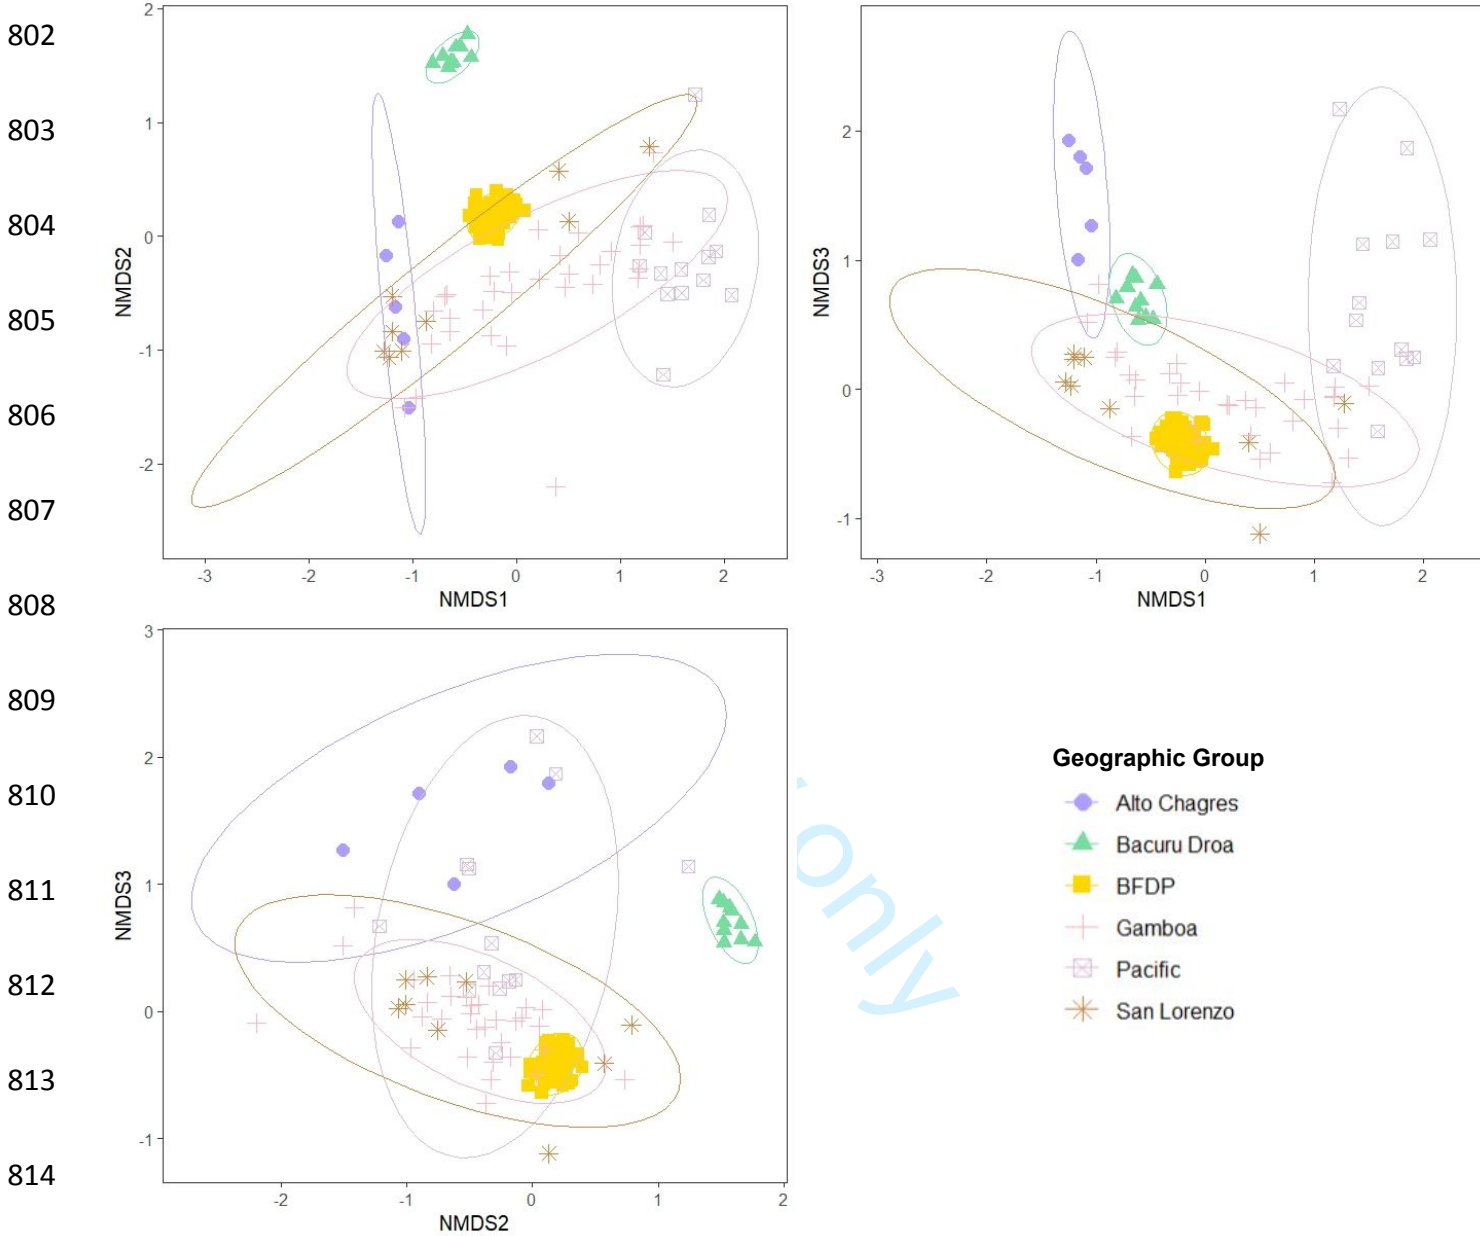 802
803
804
805
806
807
808
809
810
811
812
813
814
2
1
0
-1
-2
NMDS2
-3 -2 -1 0 1 2
NMDS1
2
1
0
-1
NMDS3
-3 -2 -1 0 1 2
NMDS1
3
2
1
0
-1
NMDS3
-2 -1 0 1 2
NMDS2
Geographic Group
Alto Chagres
Bacuru Droa
BFDP
Gamboa
Pacific
San Lorenzo
only